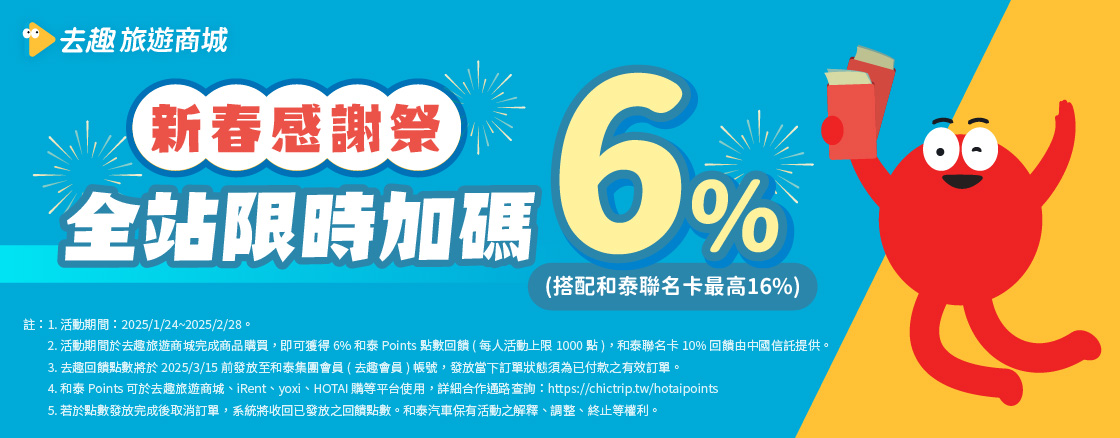 去趣旅遊商城
新春感謝祭
全站限時加碼
6%
(搭配和泰聯名卡最高16%)
註：1. 活動期間：2025/1/24~2025/2/28。
2. 活動期間於去趣旅遊商城完成商品購買，即可獲得 6% 和泰 Points 點數回饋 ( 每人活動上限 1000 點 )，和泰聯名卡 10% 回饋由中國信託提供。
3. 去趣回饋點數將於 2025/3/15 前發放至和泰集團會員 ( 去趣會員 ) 帳號，發放當下訂單狀態須為已付款之有效訂單。
4. 和泰 Points 可於去趣旅遊商城、iRent、yoxi、HOTAI 購等平台使用，詳細合作通路查詢：https://chictrip.tw/hotaipoints
5. 若於點數發放完成後取消訂單，系統將收回已發放之回饋點數。和泰汽車保有活動之解釋、調整、終止等權利。